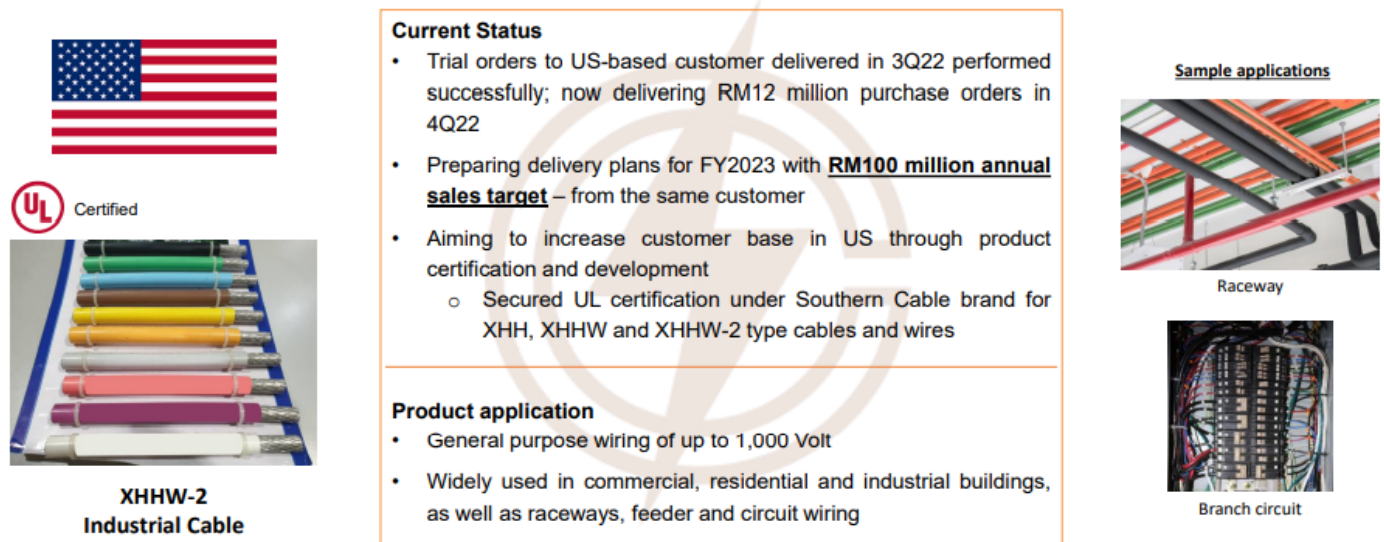 UL
Certified
XHHW-2
Industrial Cable
Current Status
• Trial orders to US-based customer delivered in 3Q22 performed
successfully; now delivering RM12 million purchase orders in
4Q22
• Preparing delivery plans for FY2023 with RM100 million annual
sales target – from the same customer
• Aiming to increase customer base in US through product
certification and development
o Secured UL certification under Southern Cable brand for
XHH, XHHW and XHHW-2 type cables and wires
Product application
• General purpose wiring of up to 1,000 Volt
• Widely used in commercial, residential and industrial buildings,
as well as raceways, feeder and circuit wiring
Sample applications
Raceway
Branch circuit